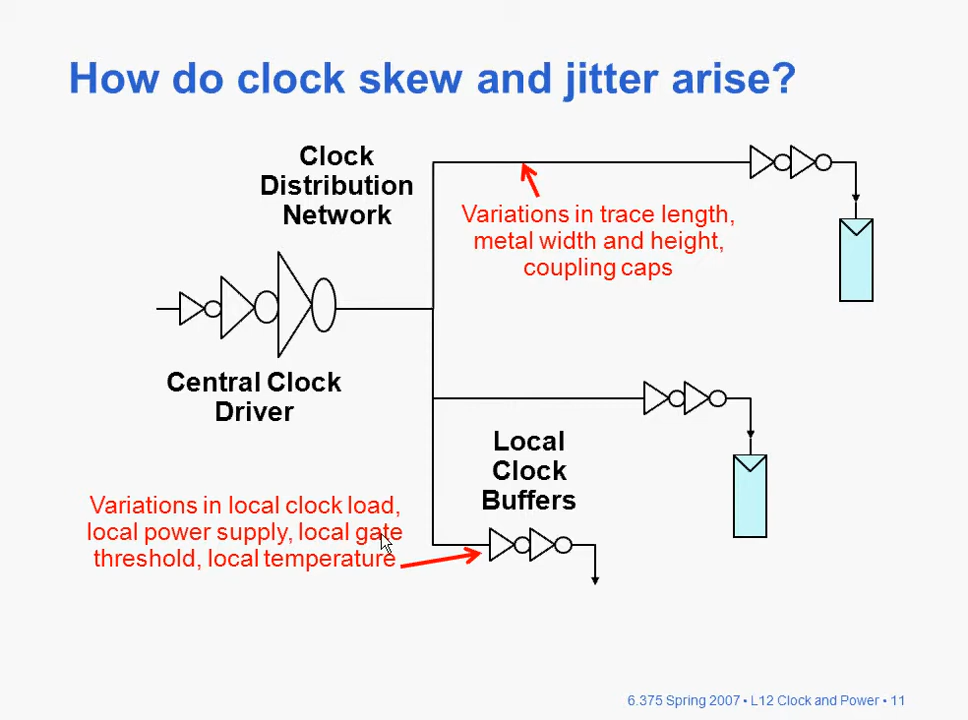 How do clock skew and jitter arise?
Clock
Distribution
Network
Variations in trace length,
metal width and height,
coupling caps
Central Clock
Driver
Local
Clock
Buffers
Variations in local clock load,
local power supply, local gate
threshold, local temperature
6.375 Spring 2007 • L12 Clock and Power • 11